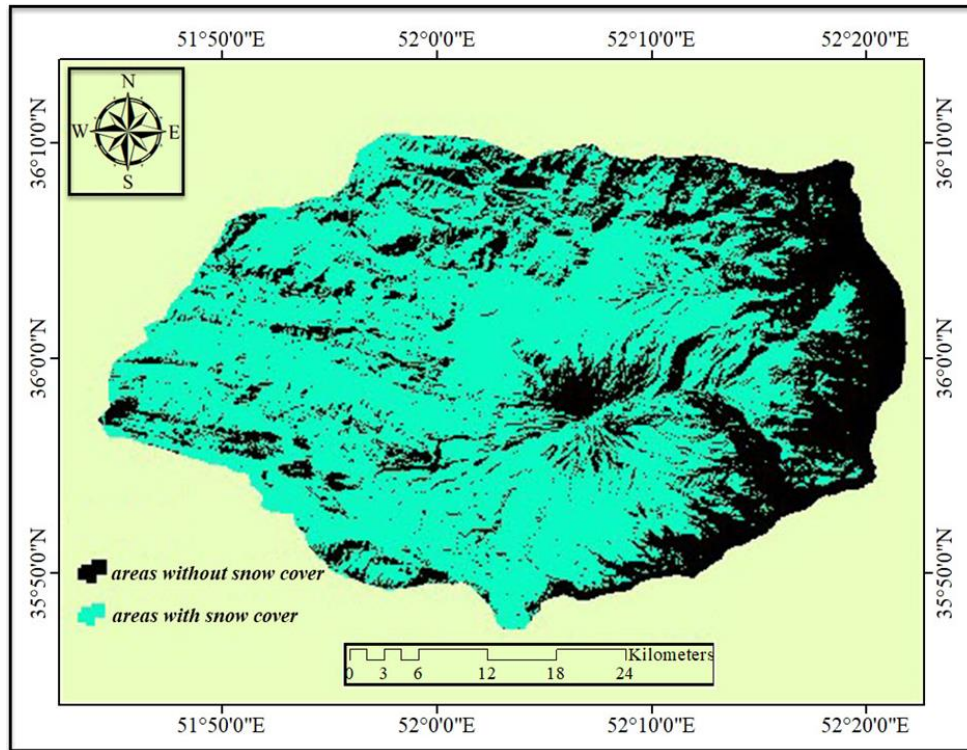 51°50'0"E 52°0'0"E 52°10'0"E 52°20'0"E
N
W E
S
36°10'0"N 36°10'0"N
36°0'0"N 36°0'0"N
35°50'0"N 35°50'0"N
areas without snow cover
areas with snow cover
Kilometers
0 3 6 12 18 24
51°50'0"E 52°0'0"E 52°10'0"E 52°20'0"E